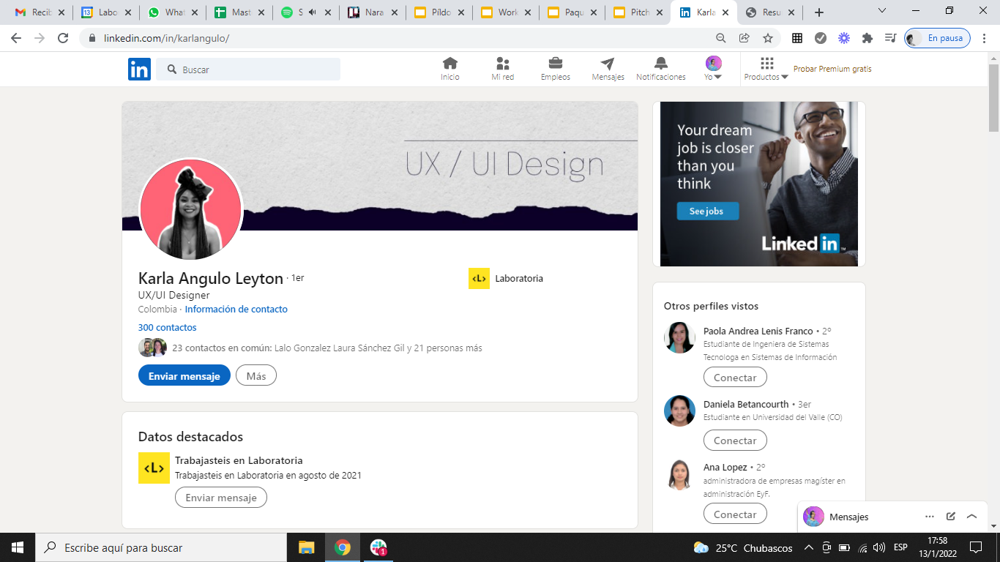 Recib
Labo
What
Mast
S
Nara
Píldo
Work
Paqu
Pitch
Karla
Resu
linkedin.com/in/karlangulo/
En pausa
in
Buscar
Inicio
Mi red
Empleos
Mensajes
Notificaciones
Yo
Productos
Probar Premium gratis
UX / UI Design
Karla Angulo Leyton · 1er
<L> Laboratoria
UX/UI Designer
Colombia · Información de contacto
300 contactos
23 contactos en común: Lalo Gonzalez Laura Sánchez Gil y 21 personas más
Enviar mensaje
Más
Datos destacados
<L>
Trabajasteis en Laboratoria
Trabajasteis en Laboratoria en agosto de 2021
Enviar mensaje
Your dream
job is closer
than you
think
See jobs
Linked in
Otros perfiles vistos
Paola Andrea Lenis Franco • 2º
Estudiante de Ingeniera de Sistemas
Tecnologa en Sistemas de Información
Conectar
Daniela Betancourth • 3er
Estudiante en Universidad del Valle (CO)
Conectar
Ana Lopez • 2º
administradora de empresas magíster en
administración EyF.
Conectar
Mensajes
Escribe aquí para buscar
1
25°C Chubascos
ESP
17:58
13/1/2022